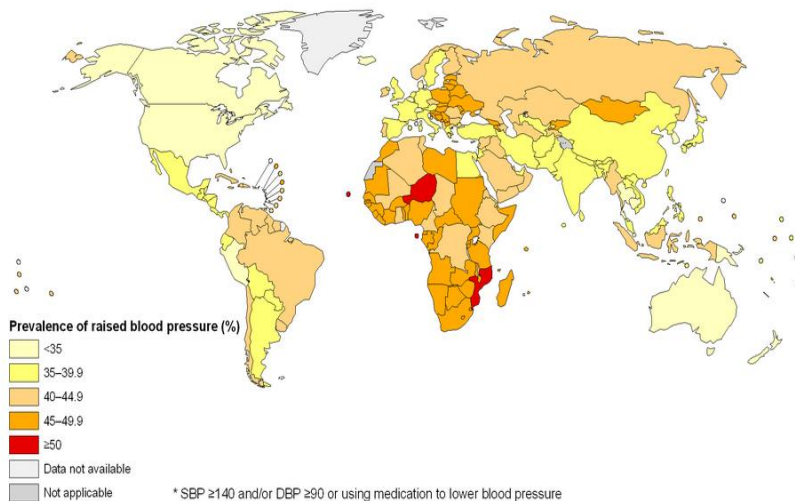 Prevalence of raised blood pressure (%)
<35
35–39.9
40–44.9
45–49.9
≥50
Data not available
Not applicable
* SBP ≥140 and/or DBP ≥90 or using medication to lower blood pressure